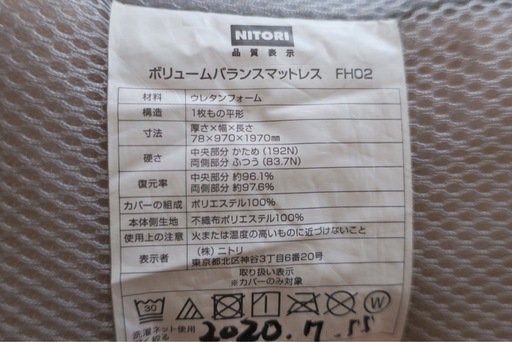 NITORI
品質表示
ボリュームバランスマットレス FH02
材料 ウレタンフォーム
構造 1枚もの平形
寸法 厚さ×幅×長さ
78×970×1970㎜
硬さ 中央部分 かため (192N)
両側部分 ふつう (83.7N)
復元率 中央部分 約96.1%
両側部分 約97.6%
カバーの組成 ポリエステル100%
本体側生地 不織布ポリエステル100%
使用上の注意 火または温度の高いものに近づけないこと
表示者 (株) ニトリ
東京都北区神谷3丁目6番20号
取り扱い表示
※カバーのみ対象
30 W
洗濯ネット使用
2020.7